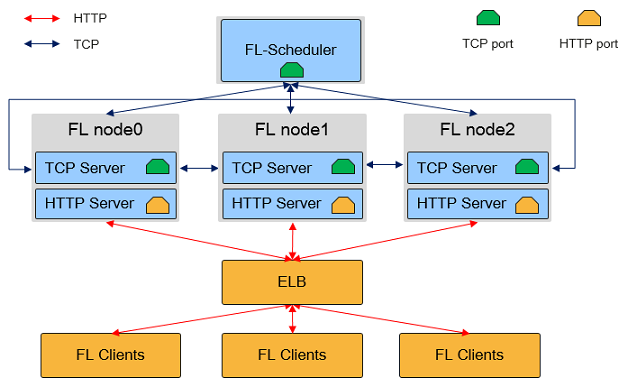 HTTP
TCP
FL-Scheduler
TCP port
HTTP port
FL node0
FL node1
FL node2
TCP Server
TCP Server
TCP Server
HTTP Server
HTTP Server
HTTP Server
ELB
FL Clients
FL Clients
FL Clients